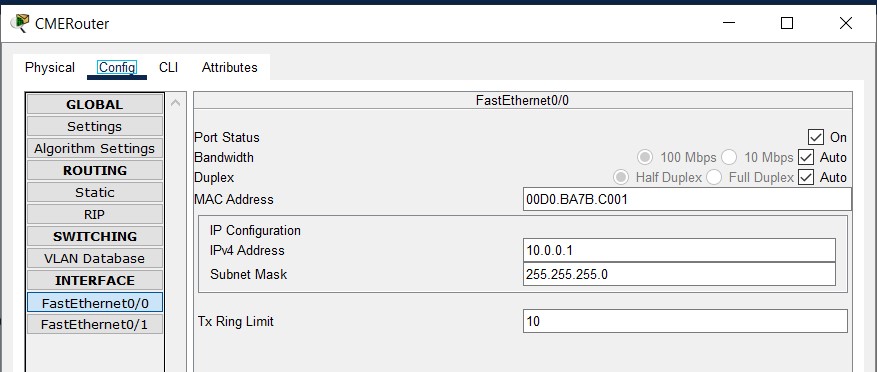 CMERouter
Physical Config CLI Attributes
GLOBAL
Settings
Algorithm Settings
ROUTING
Static
RIP
SWITCHING
VLAN Database
INTERFACE
FastEthernet0/0
FastEthernet0/1
FastEthernet0/0
Port Status On
Bandwidth 100 Mbps 10 Mbps Auto
Duplex Half Duplex Full Duplex Auto
MAC Address 00D0.BA7B.C001
IP Configuration
IPv4 Address 10.0.0.1
Subnet Mask 255.255.255.0
Tx Ring Limit 10